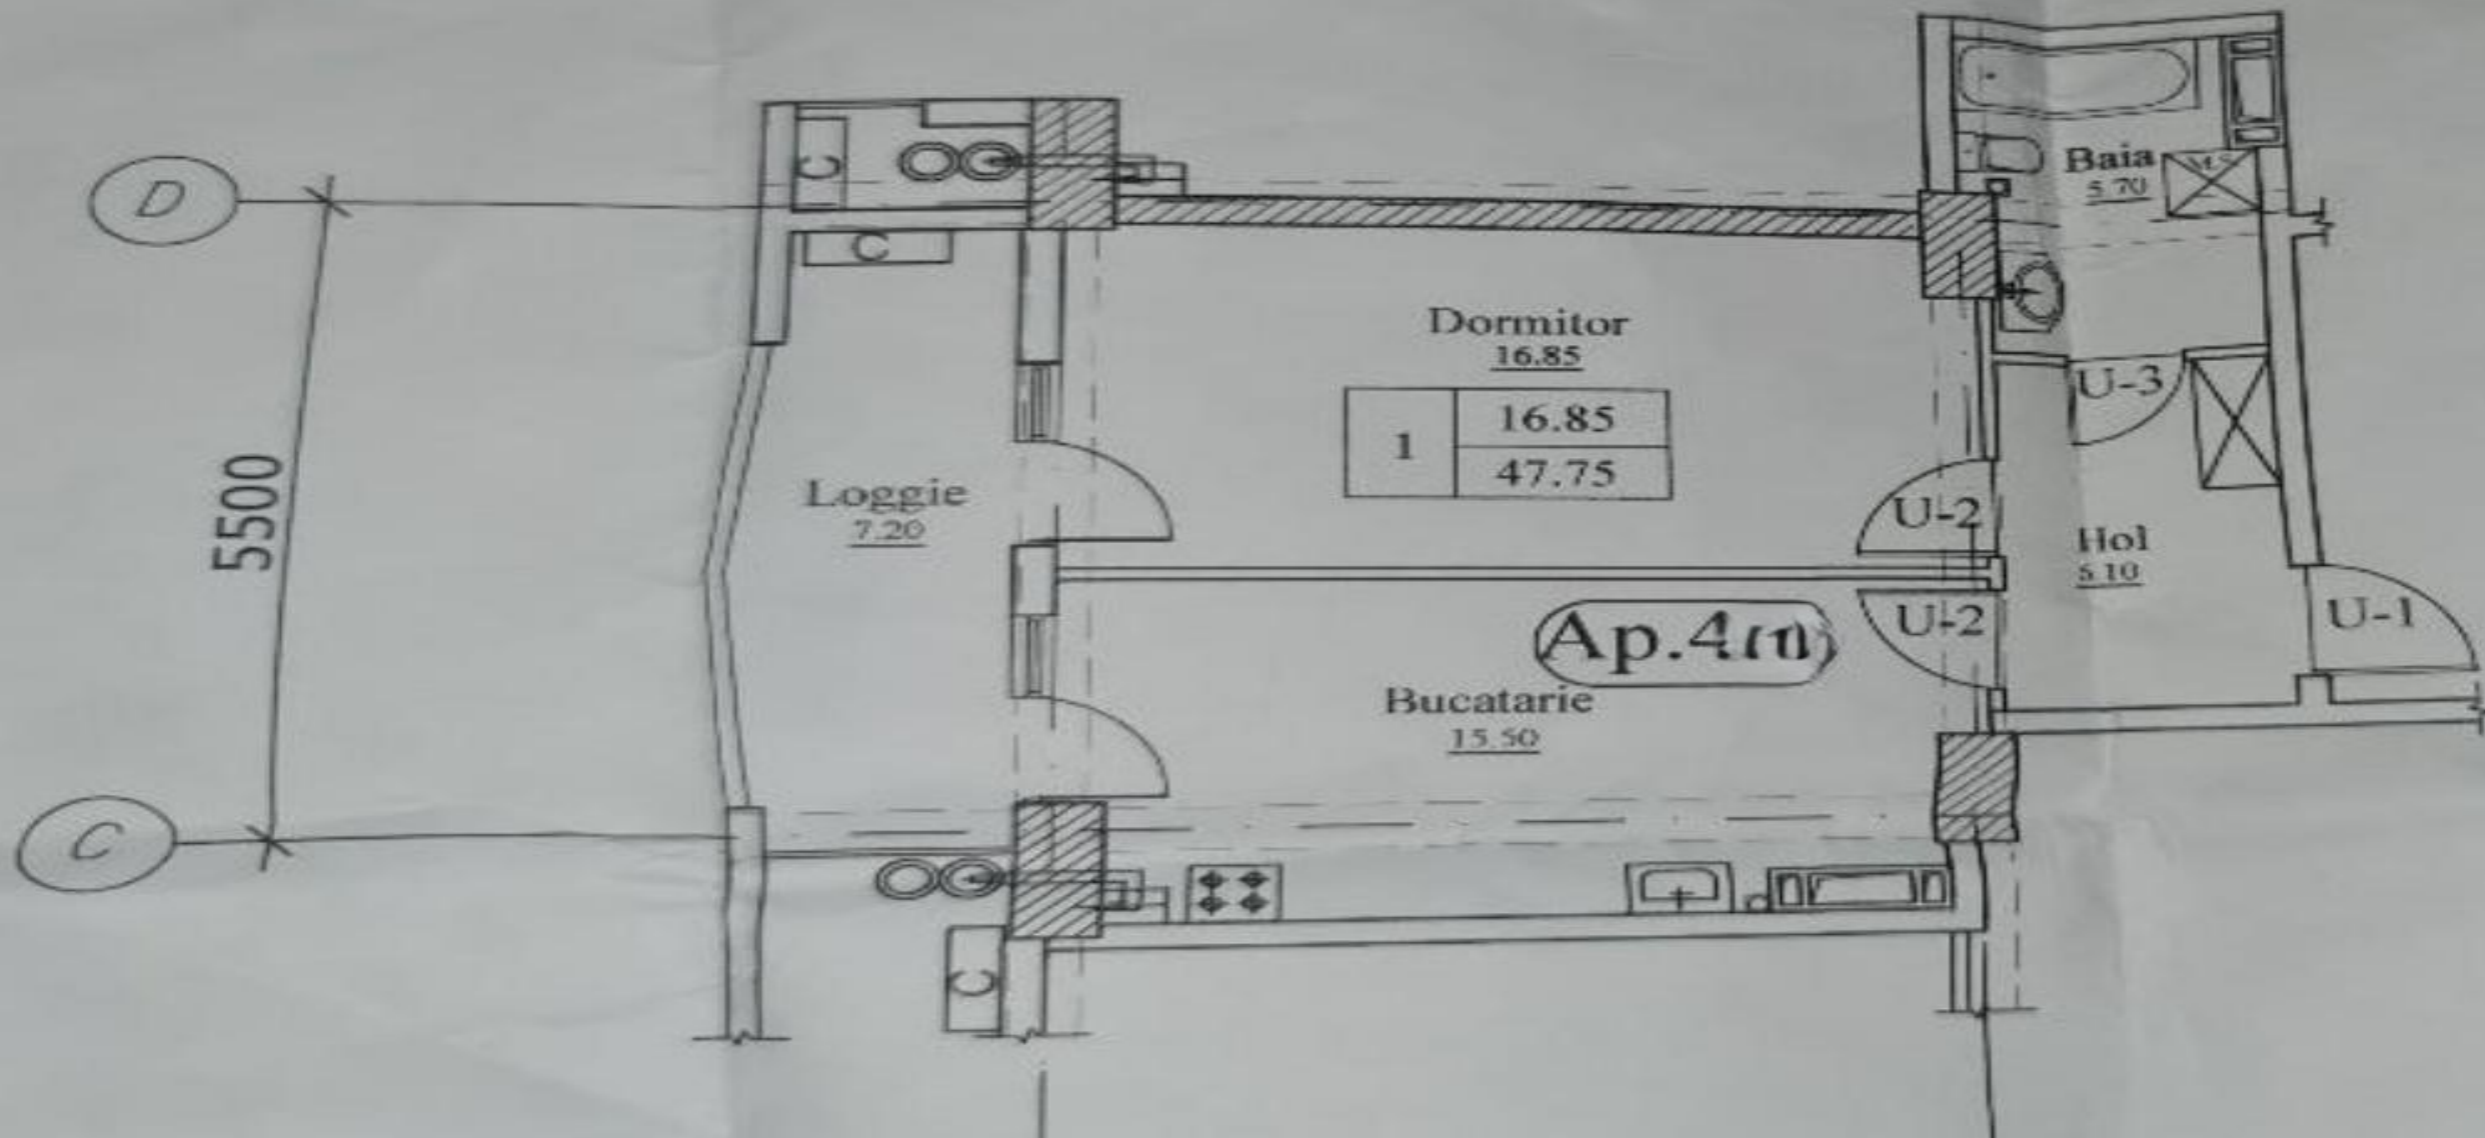 D
C
C
Baia
M.S
5.70
Dormitor
16.85
U-3
1
16.85
47.75
5500
Loggie
7.20
U-2
Hol
6.10
U-2
U-1
Ap.4(1)
Bucatarie
15.50
C
C